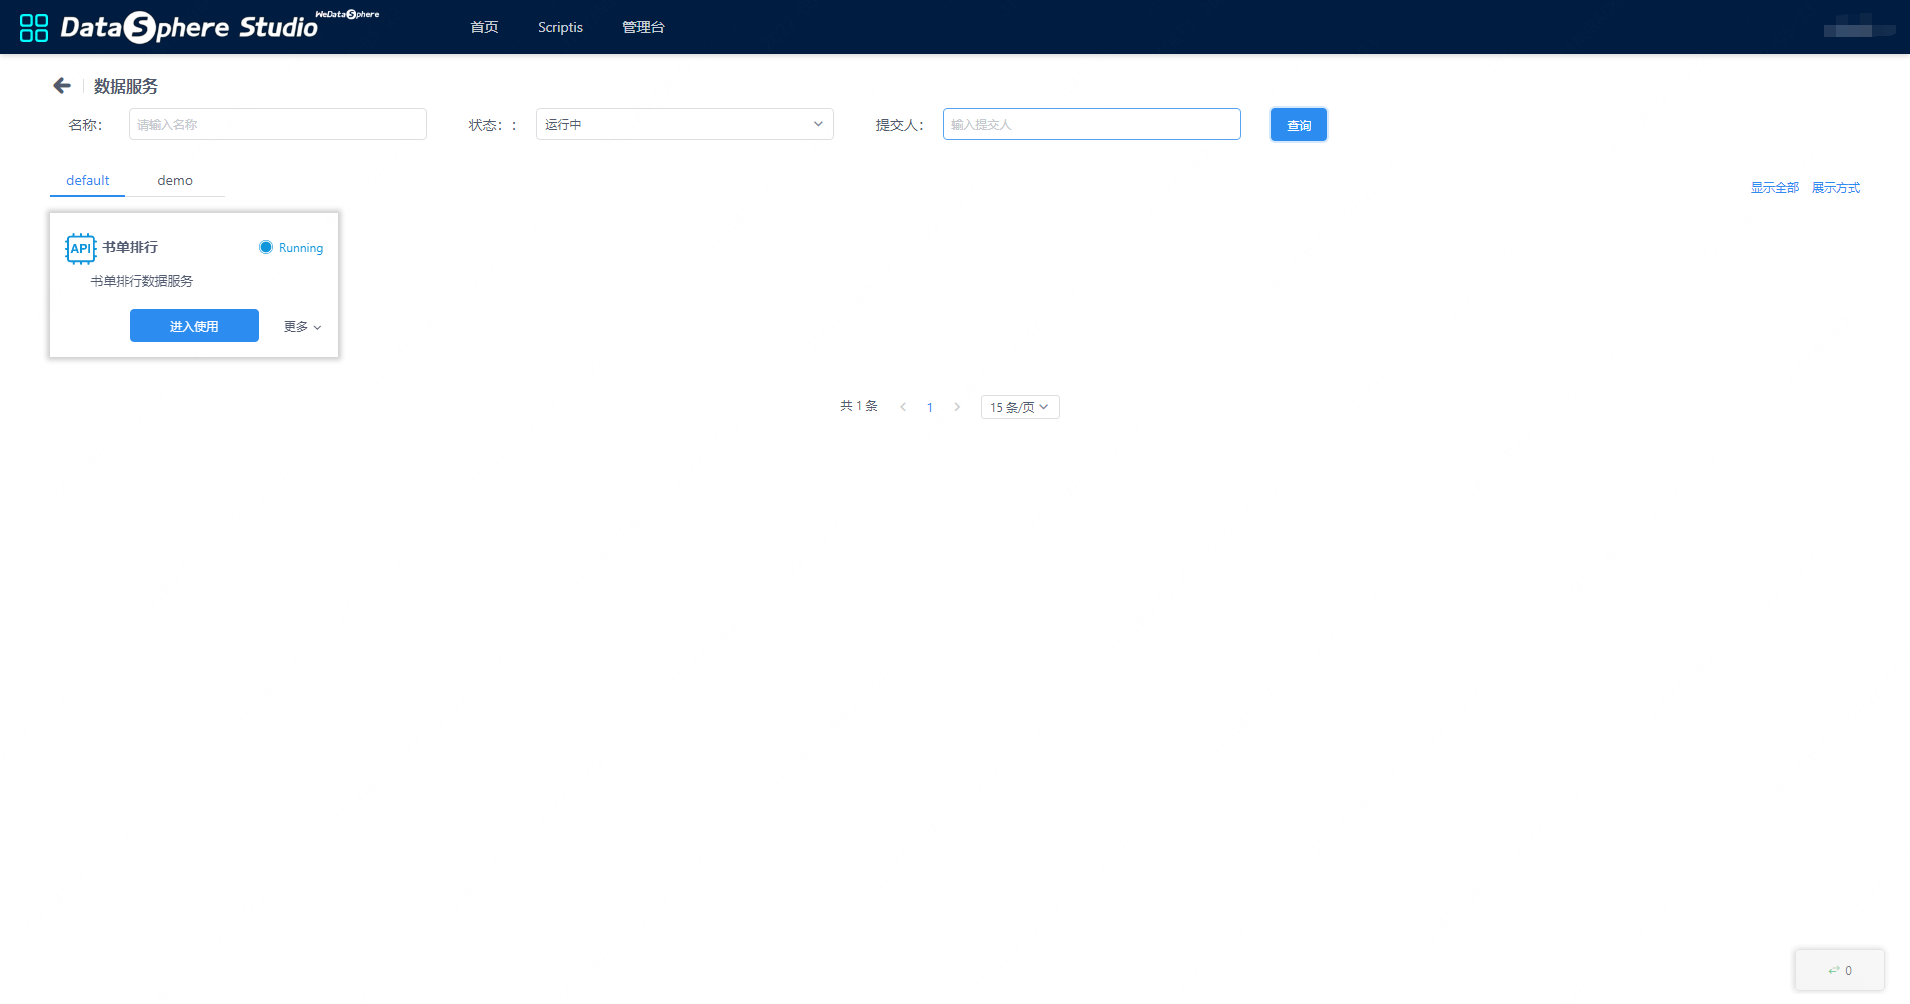 DataSphere Studio WeDataSphere
首页 Scriptis 管理台
数据服务
名称： 请输入名称 状态：： 运行中 提交人： 输入提交人 查询
default demo
显示全部 展示方式
API 书单排行 Running
书单排行数据服务
进入使用 更多
共 1 条 1 15 条/页
0